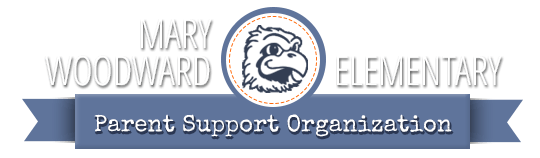 MARY
WOODWARD ELEMENTARY
Parent Support Organization